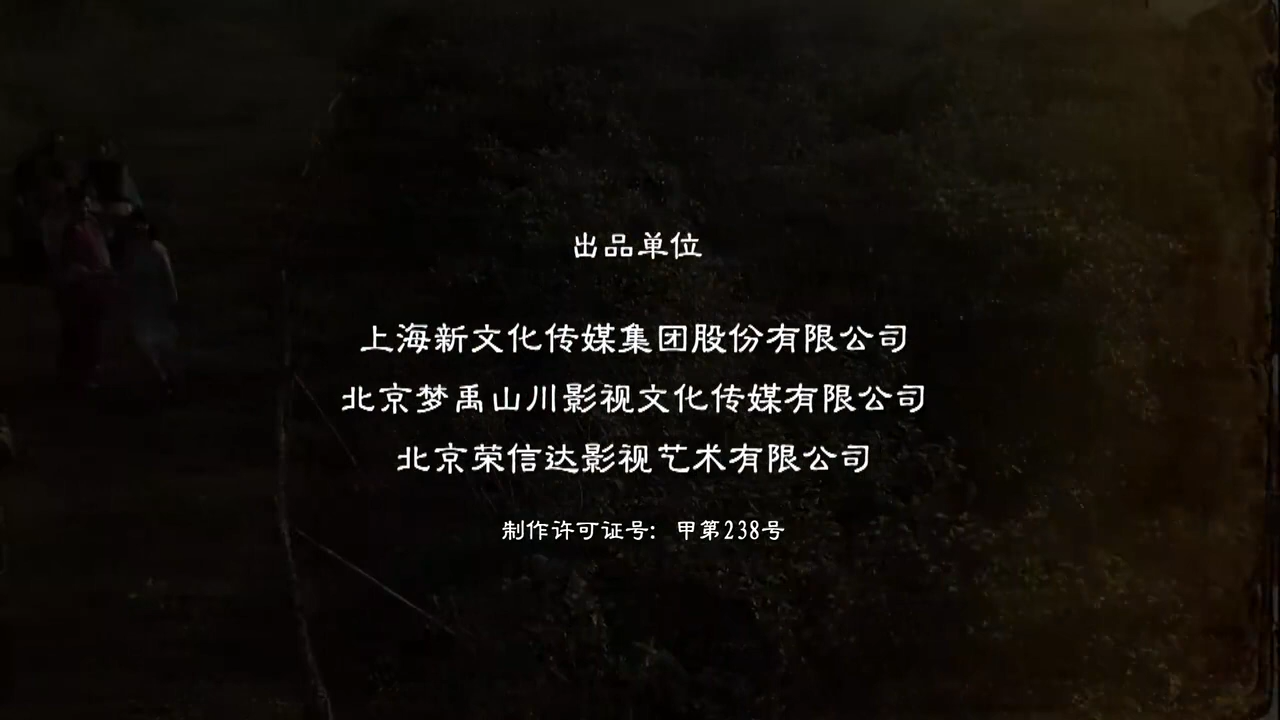 出品单位
上海新文化传媒集团股份有限公司
北京梦禹山川影视文化传媒有限公司
北京荣信达影视艺术有限公司
制作许可证号: 甲第238号